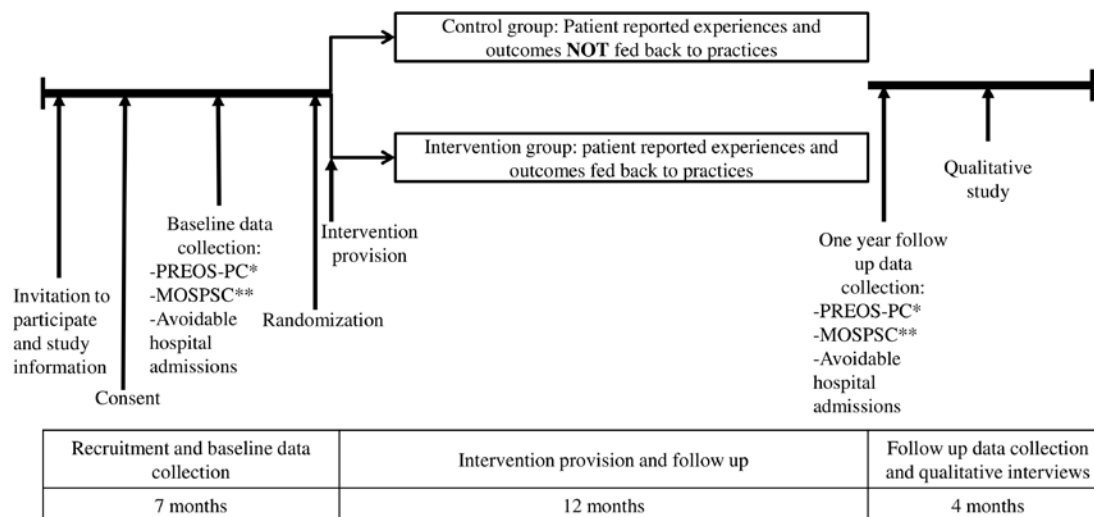 Control group: Patient reported experiences and
outcomes NOT fed back to practices
Intervention group: patient reported experiences and
outcomes fed back to practices
Invitation to
participate
and study
information
Consent
Baseline data
collection:
-PREOS-PC*
-MOSPSC**
-Avoidable
hospital
admissions
Randomization
Intervention
provision
One year follow
up data
collection:
-PREOS-PC*
-MOSPSC**
-Avoidable
hospital
admissions
Qualitative
study
Recruitment and baseline data
collection
Intervention provision and follow up
Follow up data collection
and qualitative interviews
7 months
12 months
4 months